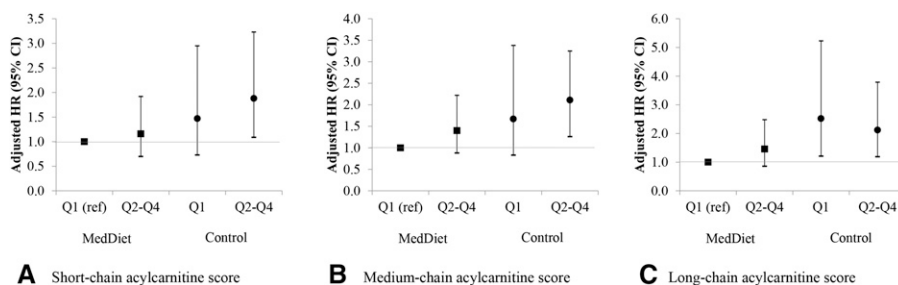 3.5
3.0
2.5
2.0
1.5
1.0
0.5
0.0
Adjusted HR (95% CI)
Q1 (ref) Q2-Q4 Q1 Q2-Q4
MedDiet Control
A Short-chain acylcarnitine score
4.0
3.5
3.0
2.5
2.0
1.5
1.0
0.5
0.0
Adjusted HR (95% CI)
Q1 (ref) Q2-Q4 Q1 Q2-Q4
MedDiet Control
B Medium-chain acylcarnitine score
6.0
5.0
4.0
3.0
2.0
1.0
0.0
Adjusted HR (95% CI)
Q1 (ref) Q2-Q4 Q1 Q2-Q4
MedDiet Control
C Long-chain acylcarnitine score